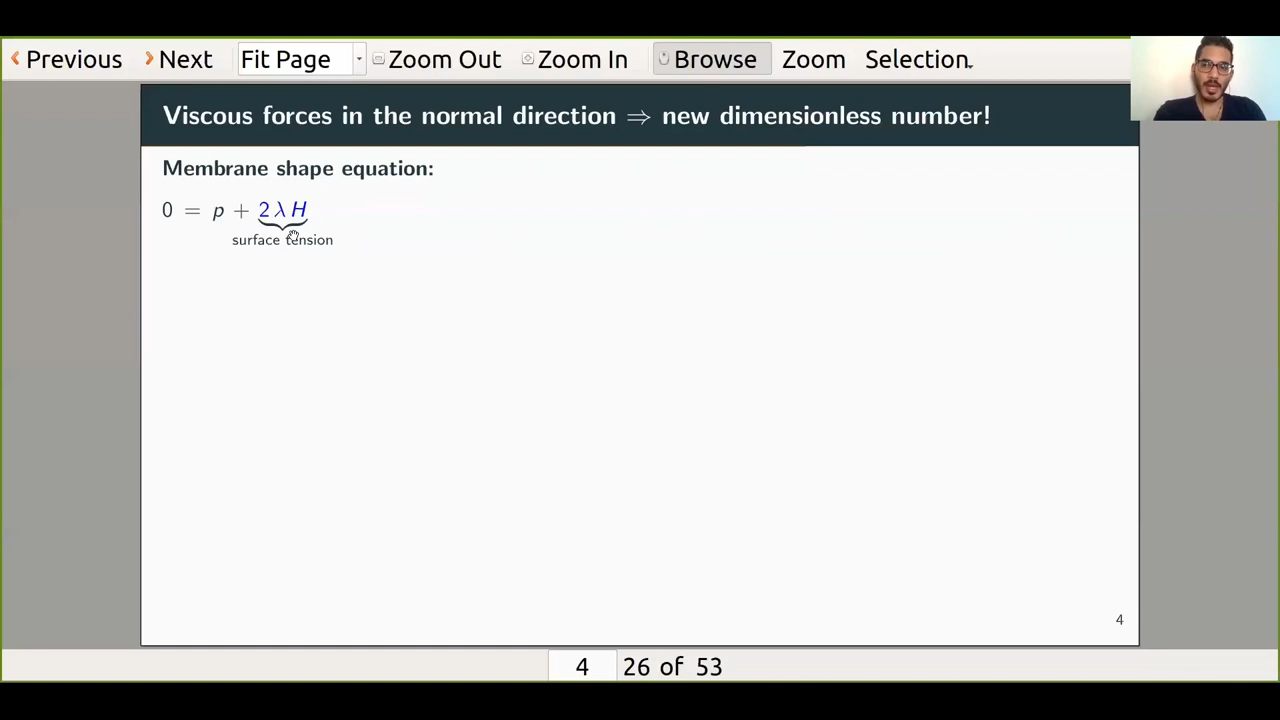 Previous Next Fit Page Zoom Out Zoom In Browse Zoom Selection
Viscous forces in the normal direction ⇒ new dimensionless number!
Membrane shape equation:
0 = p + 2 λ H
surface tension
4
4 26 of 53